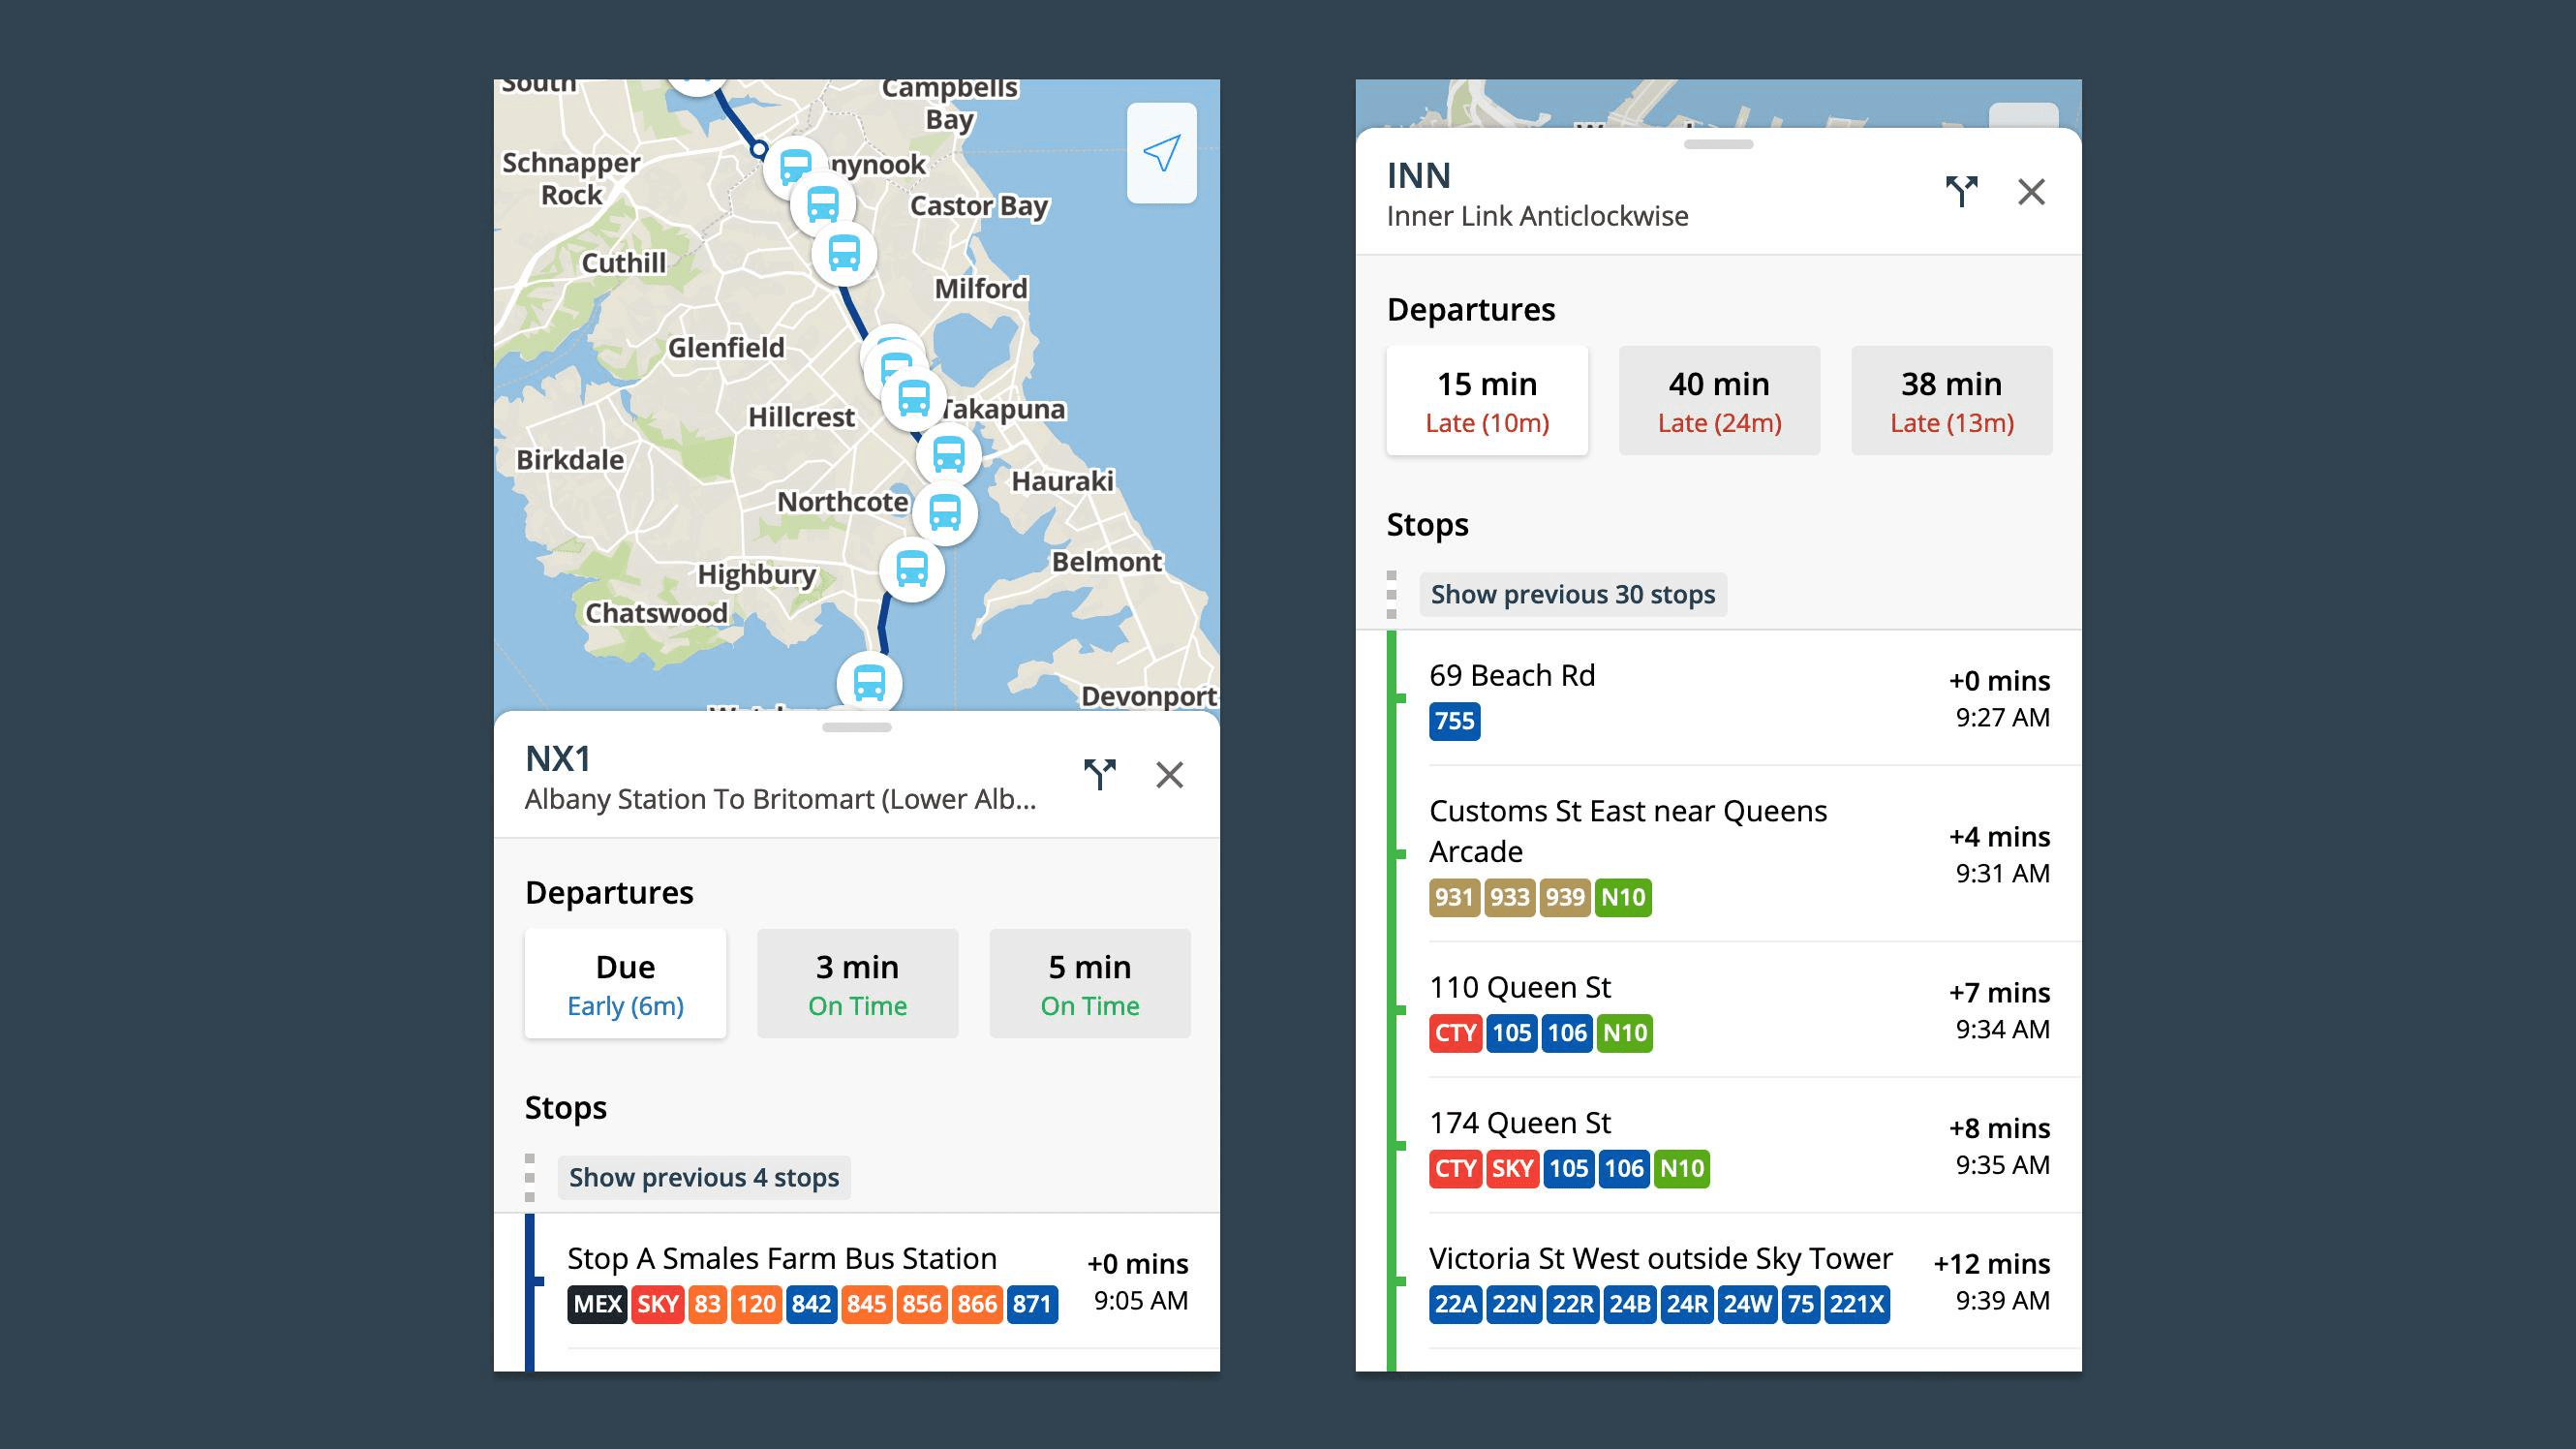 South
Campbells
Bay
Schnapper
Rock
nynook
Castor Bay
Cuthill
Milford
Glenfield
Hillcrest
Takapuna
Birkdale
Hauraki
Northcote
Belmont
Highbury
Chatswood
Devonport
NX1
Albany Station To Britomart (Lower Alb...
Departures
Due
Early (6m)
3 min
On Time
5 min
On Time
Stops
Show previous 4 stops
Stop A Smales Farm Bus Station
MEX SKY 83 120 842 845 856 866 871
+0 mins
9:05 AM
INN
Inner Link Anticlockwise
Departures
15 min
Late (10m)
40 min
Late (24m)
38 min
Late (13m)
Stops
Show previous 30 stops
69 Beach Rd
755
+0 mins
9:27 AM
Customs St East near Queens
Arcade
931 933 939 N10
+4 mins
9:31 AM
110 Queen St
CTY 105 106 N10
+7 mins
9:34 AM
174 Queen St
CTY SKY 105 106 N10
+8 mins
9:35 AM
Victoria St West outside Sky Tower
22A 22N 22R 24B 24R 24W 75 221X
+12 mins
9:39 AM